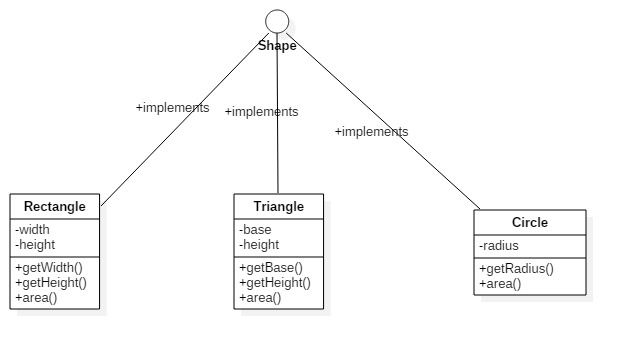 Shape
+implements
+implements
+implements
Rectangle
-width
-height
+getWidth()
+getHeight()
+area()
Triangle
-base
-height
+getBase()
+getHeight()
+area()
Circle
-radius
+getRadius()
+area()